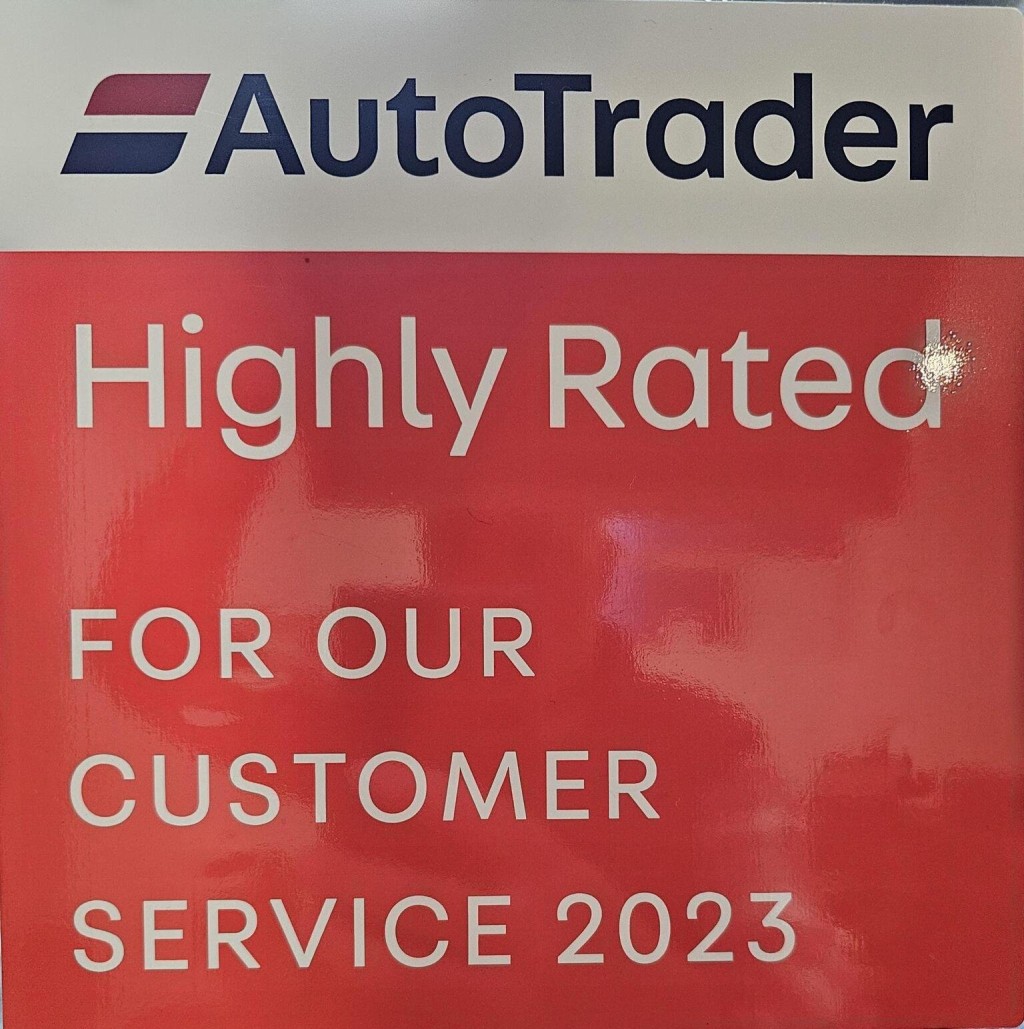 AutoTrader
Highly Rated
FOR OUR
CUSTOMER
SERVICE 2023